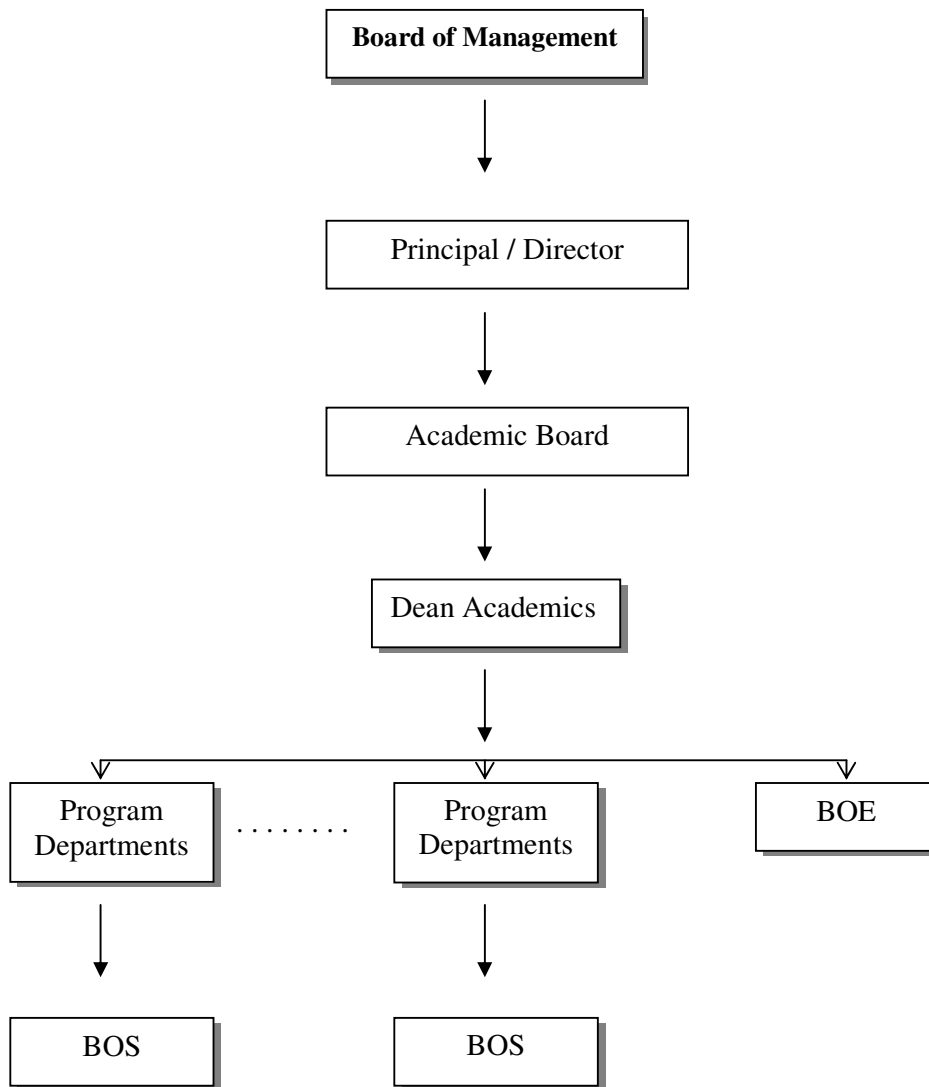 Board of Management
Principal / Director
Academic Board
Dean Academics
Program
Departments
. . . . . . . .
Program
Departments
BOE
BOS
BOS